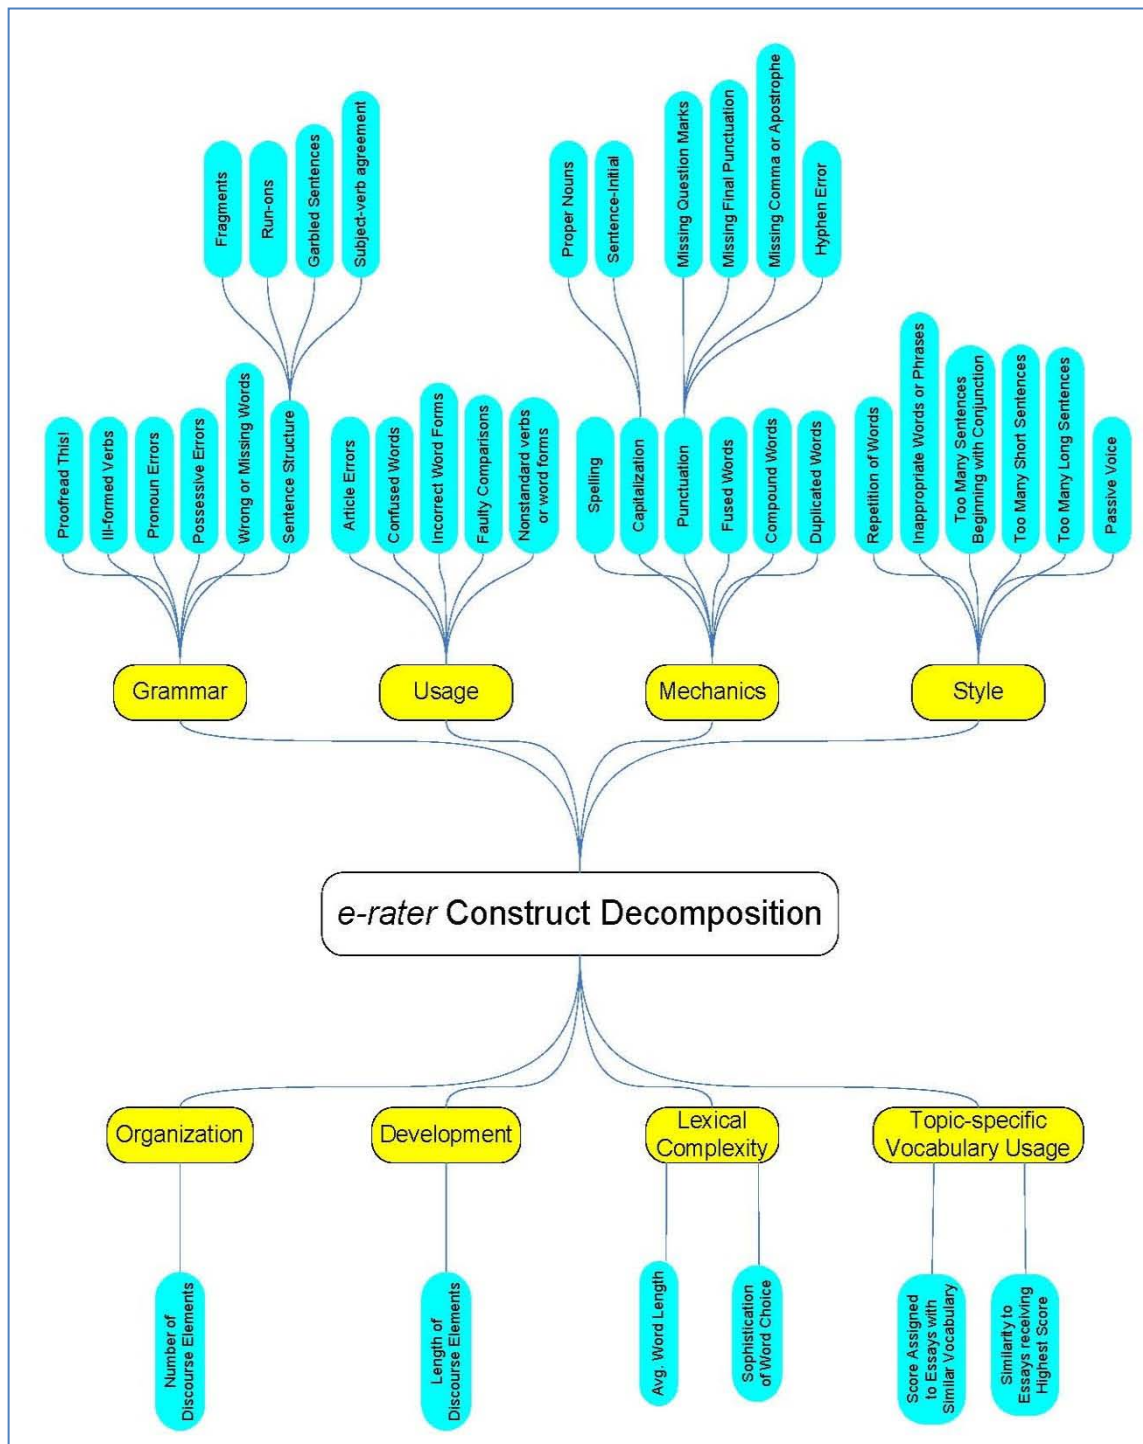 Fragments
Run-ons
Garbled Sentences
Subject-verb agreement
Proper Nouns
Sentence-Initial
Missing Question Marks
Missing Final Punctuation
Missing Comma or Apostrophe
Hyphen Error
Proofread This!
Ill-formed Verbs
Pronoun Errors
Possessive Errors
Wrong or Missing Words
Sentence Structure
Article Errors
Confused Words
Incorrect Word Forms
Faulty Comparisons
Nonstandard verbs
or word forms
Spelling
Capitalization
Punctuation
Fused Words
Compound Words
Duplicated Words
Repetition of Words
Inappropriate Words or Phrases
Too Many Sentences
Beginning with Conjunction
Too Many Short Sentences
Too Many Long Sentences
Passive Voice
Grammar
Usage
Mechanics
Style
e-rater Construct Decomposition
Organization
Development
Lexical
Complexity
Topic-specific
Vocabulary Usage
Number of
Discourse Elements
Length of
Discourse Elements
Avg. Word Length
Sophistication
of Word Choice
Score Assigned
to Essays with
Similar Vocabulary
Similarity to
Essays receiving
Highest Score